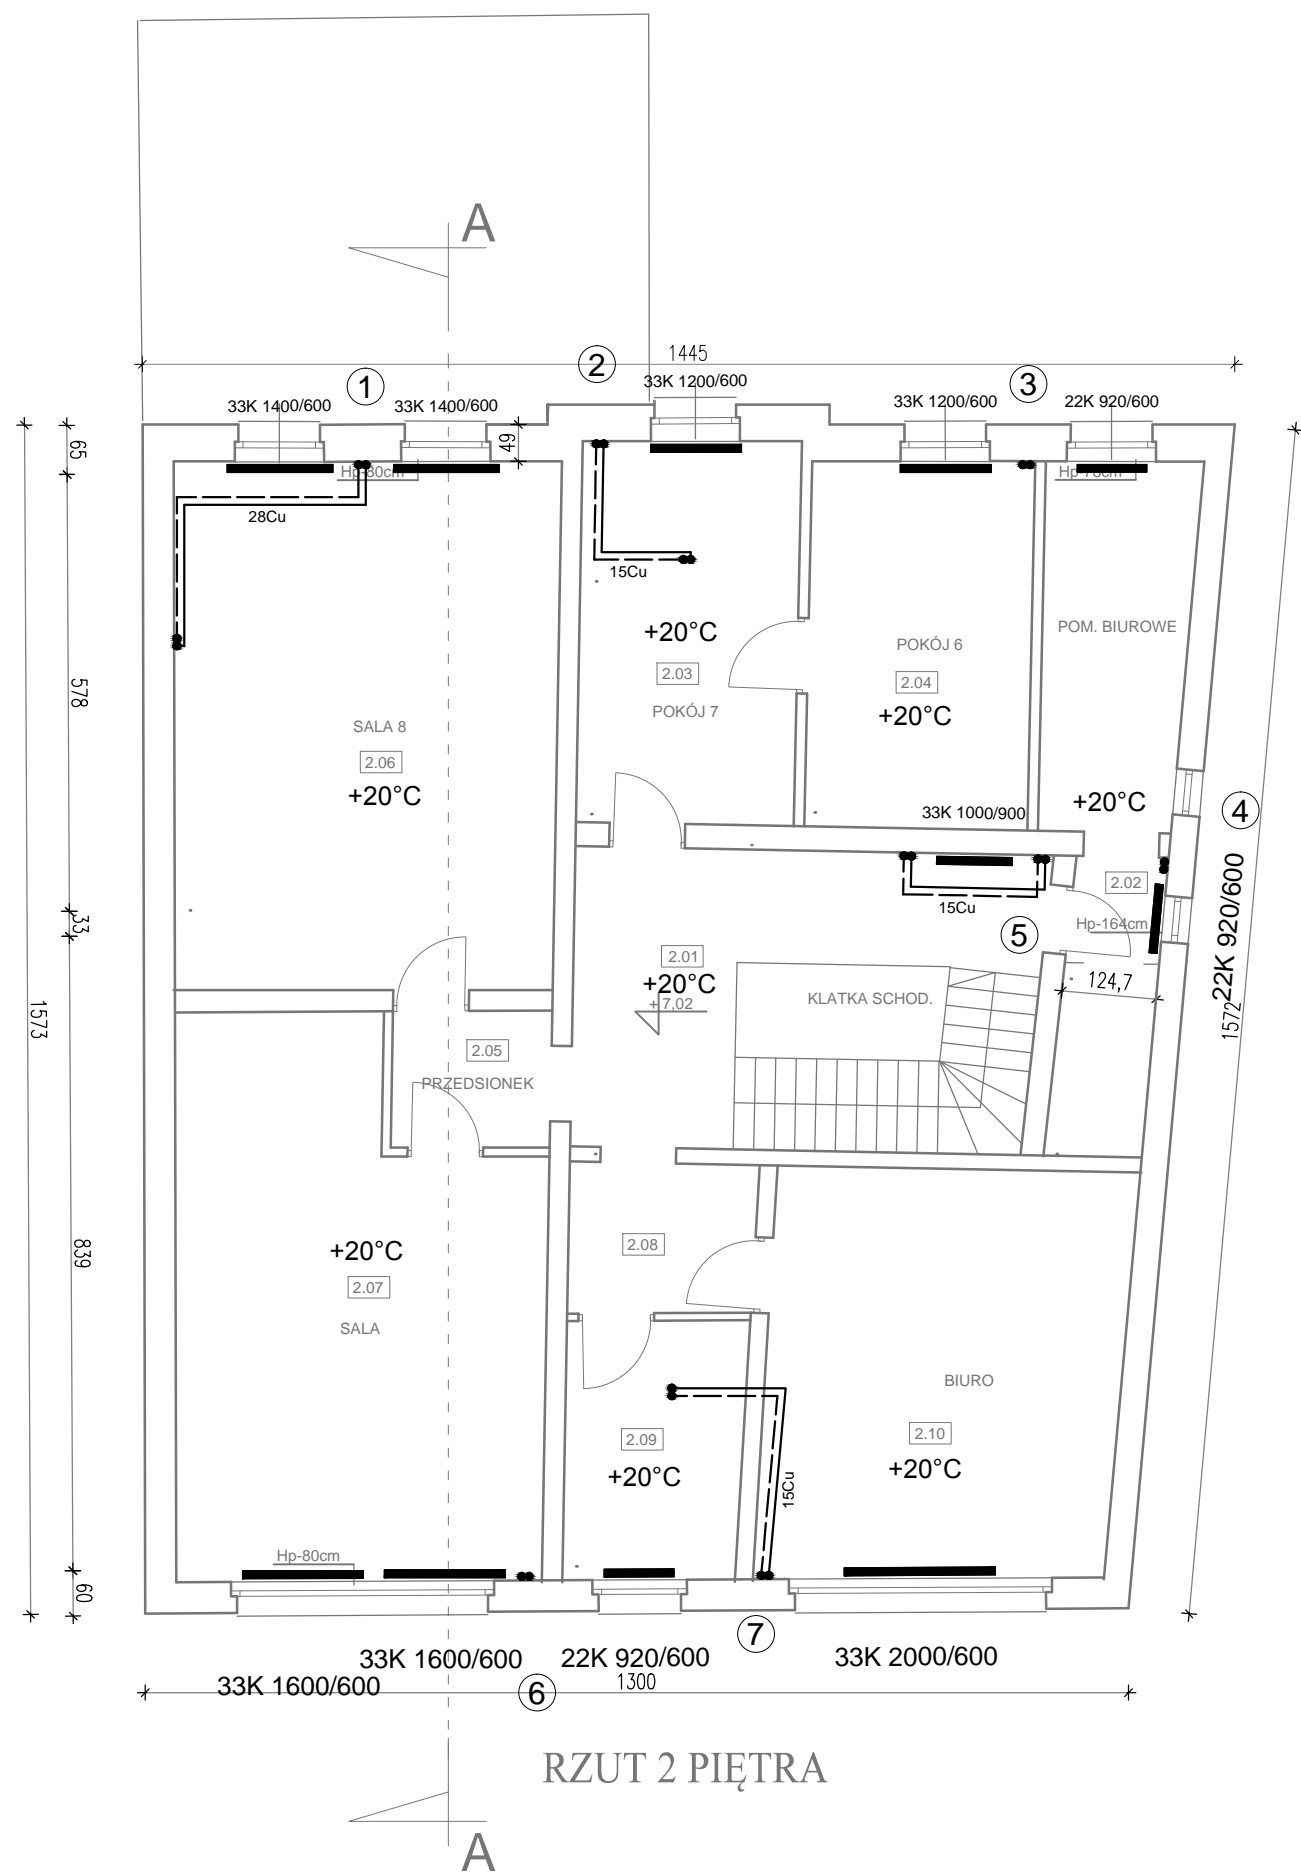 A
1445
1
2
3
33K 1400/600
33K 1400/600
33K 1200/600
33K 1200/600
22K 920/600
65
49
Hp-80cm
Hp-78cm
28Cu
15Cu
578
+20°C
2.03
POKÓJ 7
POKÓJ 6
2.04
+20°C
POM. BIUROWE
SALA 8
2.06
+20°C
+20°C
4
33K 1000/900
2.02
15Cu
5
Hp-164cm
22K 920/600
33
2.01
+20°C
+ 7,02
KLATKA SCHOD.
124,7
1572
1573
2.05
PRZEDSIONEK
839
+20°C
2.07
SALA
2.08
BIURO
2.09
+20°C
2.10
+20°C
15Cu
Hp-80cm
60
7
33K 1600/600
33K 1600/600
22K 920/600
33K 2000/600
6
1300
RZUT 2 PIĘTRA
A